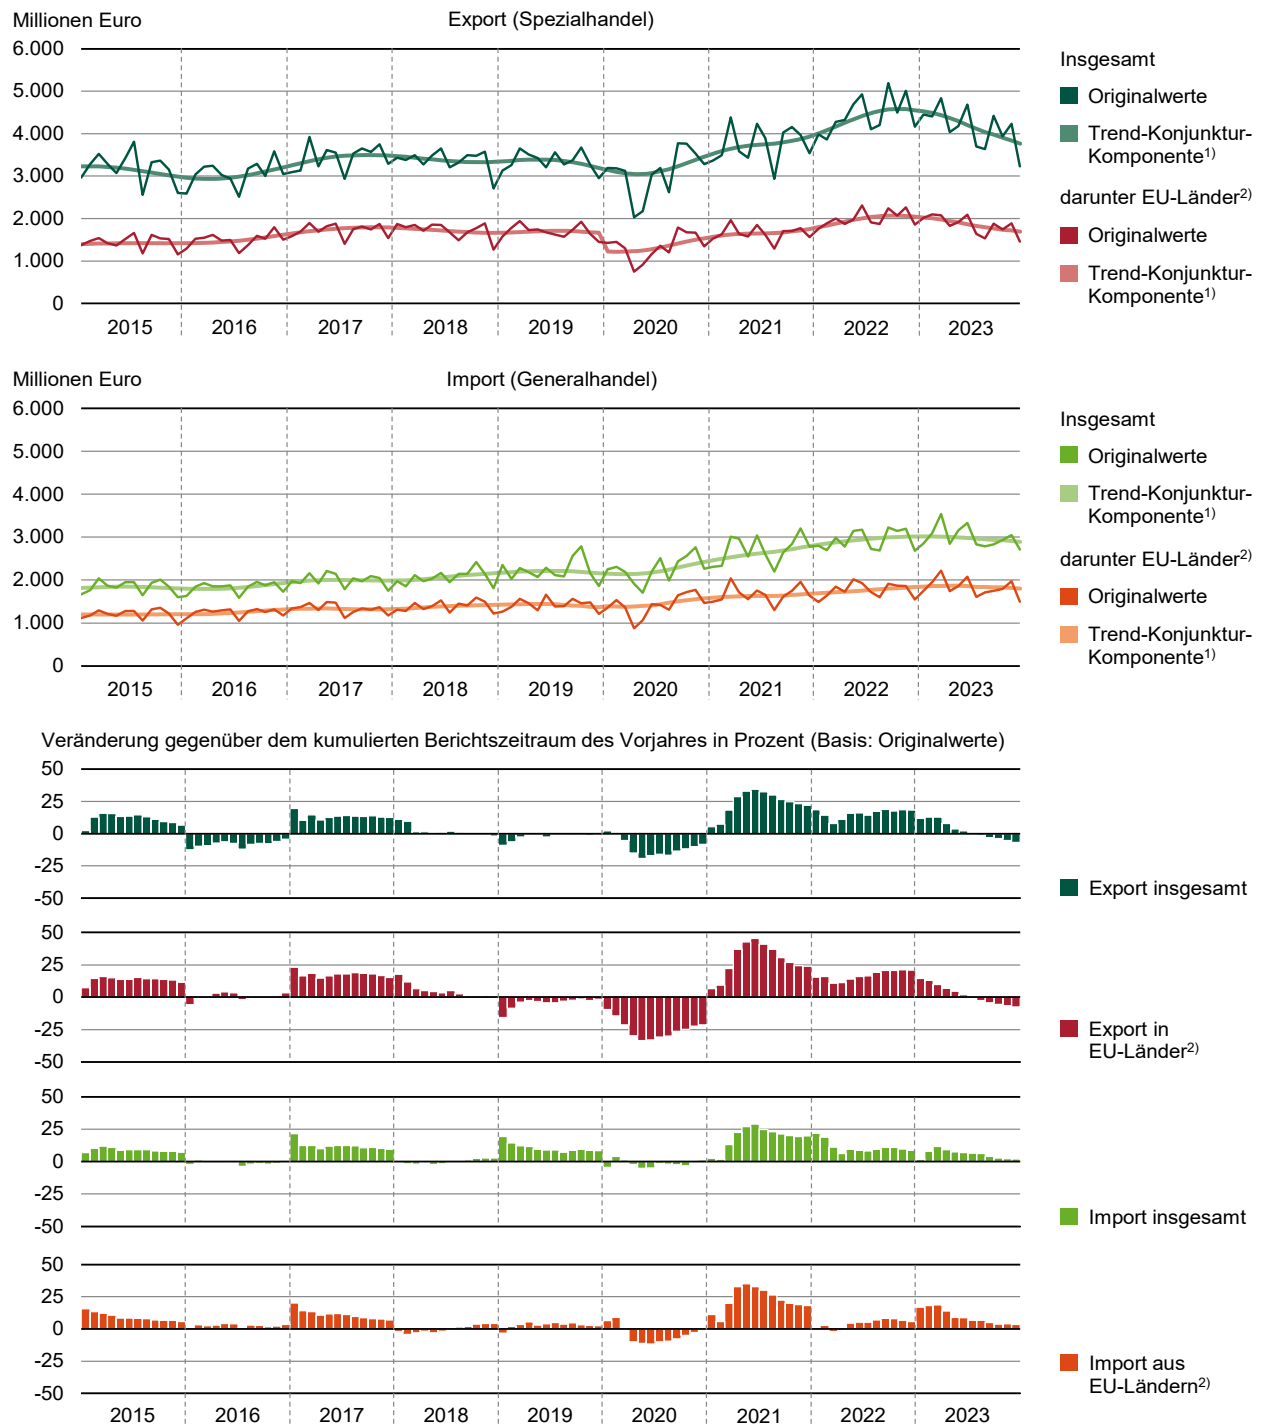 Millionen Euro
Export (Spezialhandel)
6.000
5.000
4.000
3.000
2.000
1.000
0
2015 2016 2017 2018 2019 2020 2021 2022 2023
Insgesamt
Originalwerte
Trend-Konjunktur-
Komponente1)
darunter EU-Länder2)
Originalwerte
Trend-Konjunktur-
Komponente1)
Millionen Euro
Import (Generalhandel)
6.000
5.000
4.000
3.000
2.000
1.000
0
2015 2016 2017 2018 2019 2020 2021 2022 2023
Insgesamt
Originalwerte
Trend-Konjunktur-
Komponente1)
darunter EU-Länder2)
Originalwerte
Trend-Konjunktur-
Komponente1)
Veränderung gegenüber dem kumulierten Berichtszeitraum des Vorjahres in Prozent (Basis: Originalwerte)
50
25
0
-25
-50
Export insgesamt
50
25
0
-25
-50
Export in
EU-Länder2)
50
25
0
-25
-50
Import insgesamt
50
25
0
-25
-50
Import aus
EU-Ländern2)
2015 2016 2017 2018 2019 2020 2021 2022 2023